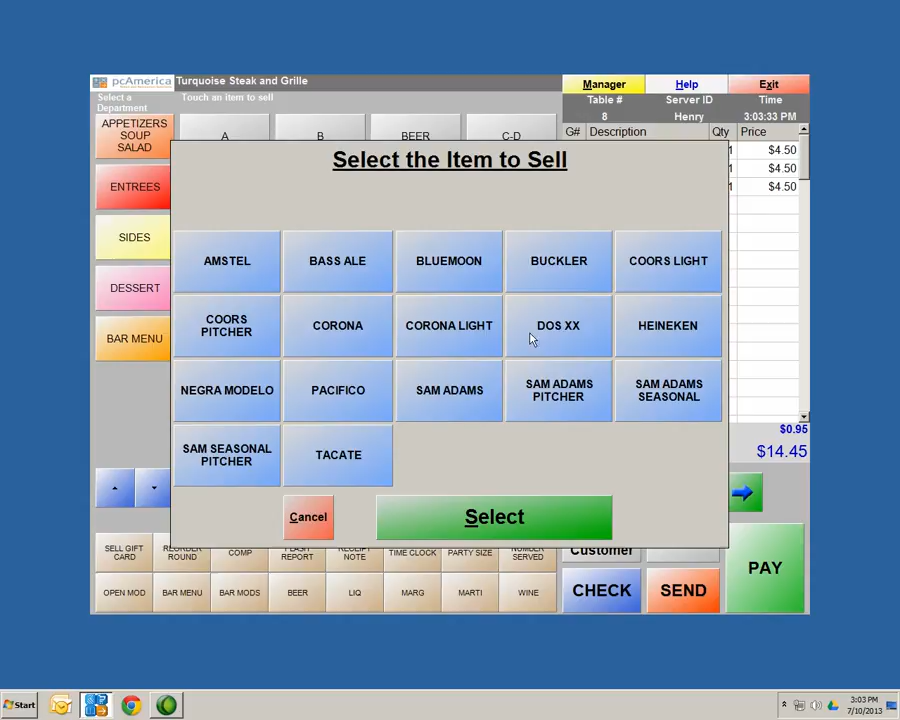 pcAmerica
Turquoise Steak and Grille
Manager
Help
Exit
Select a
Department
Touch an item to sell
Table #
Server ID
Time
8
Henry
3:03:33 PM
G#
Description
Qty
Price
APPETIZERS
SOUP
SALAD
A
B
BEER
C-D
1
$4.50
1
$4.50
1
$4.50
ENTREES
SIDES
DESSERT
BAR MENU
Select the Item to Sell
AMSTEL
BASS ALE
BLUEMOON
BUCKLER
COORS LIGHT
COORS
PITCHER
CORONA
CORONA LIGHT
DOS XX
HEINEKEN
NEGRA MODELO
PACIFICO
SAM ADAMS
SAM ADAMS
PITCHER
SAM ADAMS
SEASONAL
SAM SEASONAL
PITCHER
TACATE
Cancel
Select
$0.95
$14.45
SELL GIFT
CARD
REORDER
ROUND
COMP
FLASH
REPORT
RECEIPT
NOTE
TIME CLOCK
PARTY SIZE
NUMBER
SERVED
Customer
OPEN MOD
BAR MENU
BAR MODS
BEER
LIQ
MARG
MARTI
WINE
CHECK
SEND
PAY
Start
3:03 PM
7/10/2013